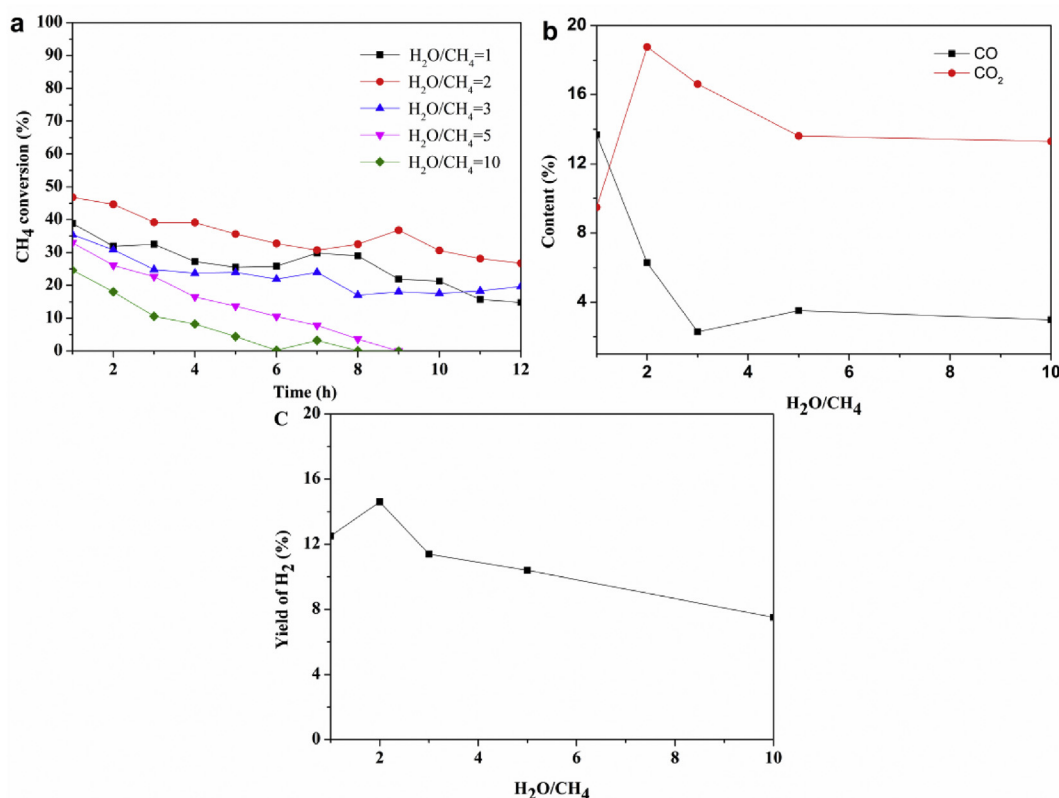 a
100
90
80
70
60
50
40
30
20
10
0
CH₄ conversion (%)
H₂O/CH₄=1
H₂O/CH₄=2
H₂O/CH₄=3
H₂O/CH₄=5
H₂O/CH₄=10
2 4 6 8 10 12
Time (h)
b
20
16
12
8
4
0
Content (%)
CO
CO₂
2 4 6 8 10
H₂O/CH₄
C
20
16
12
8
4
0
Yield of H₂ (%)
2 4 6 8 10
H₂O/CH₄